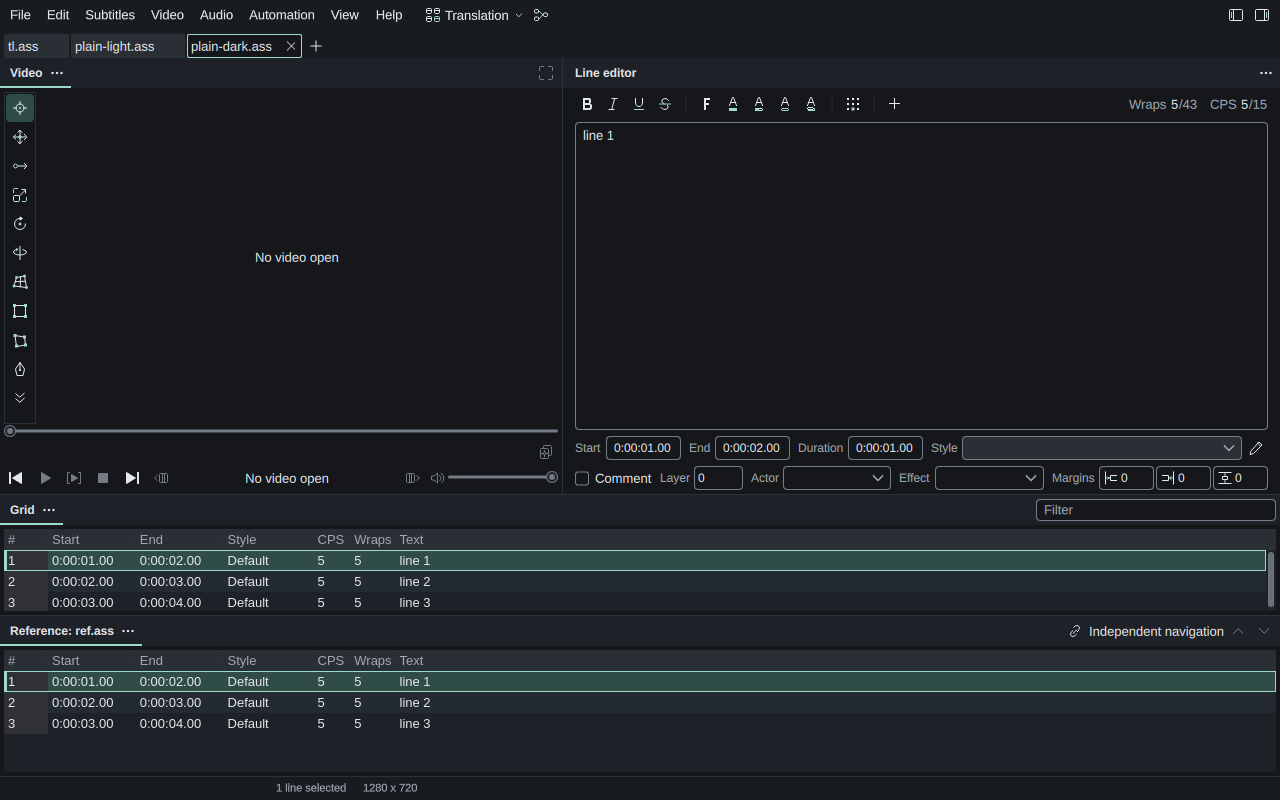 File Edit Subtitles Video Audio Automation View Help Translation
tl.ass plain-light.ass plain-dark.ass
Video
Line editor
B I U S F A A A A Wraps 5/43 CPS 5/15
line 1
No video open
Start 0:00:01.00 End 0:00:02.00 Duration 0:00:01.00 Style
No video open
Comment Layer 0 Actor Effect Margins 0 0 0
Grid Filter
# Start End Style CPS Wraps Text
1 0:00:01.00 0:00:02.00 Default 5 5 line 1
2 0:00:02.00 0:00:03.00 Default 5 5 line 2
3 0:00:03.00 0:00:04.00 Default 5 5 line 3
Reference: ref.ass Independent navigation
# Start End Style CPS Wraps Text
1 0:00:01.00 0:00:02.00 Default 5 5 line 1
2 0:00:02.00 0:00:03.00 Default 5 5 line 2
3 0:00:03.00 0:00:04.00 Default 5 5 line 3
1 line selected 1280 x 720